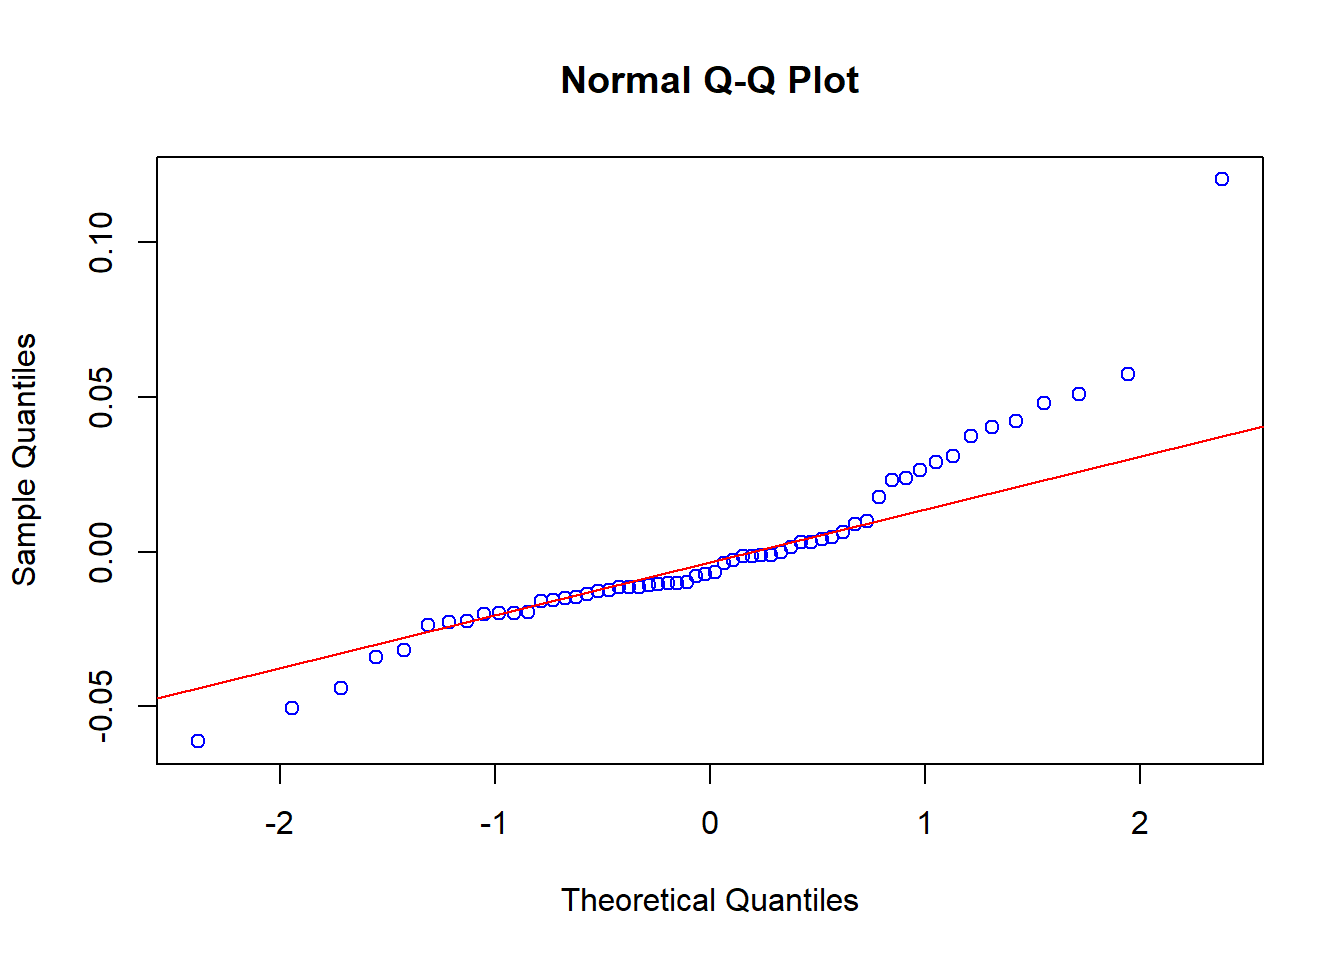 Normal Q-Q Plot
Sample Quantiles
0.10
0.05
0.00
-0.05
-2 -1 0 1 2
Theoretical Quantiles